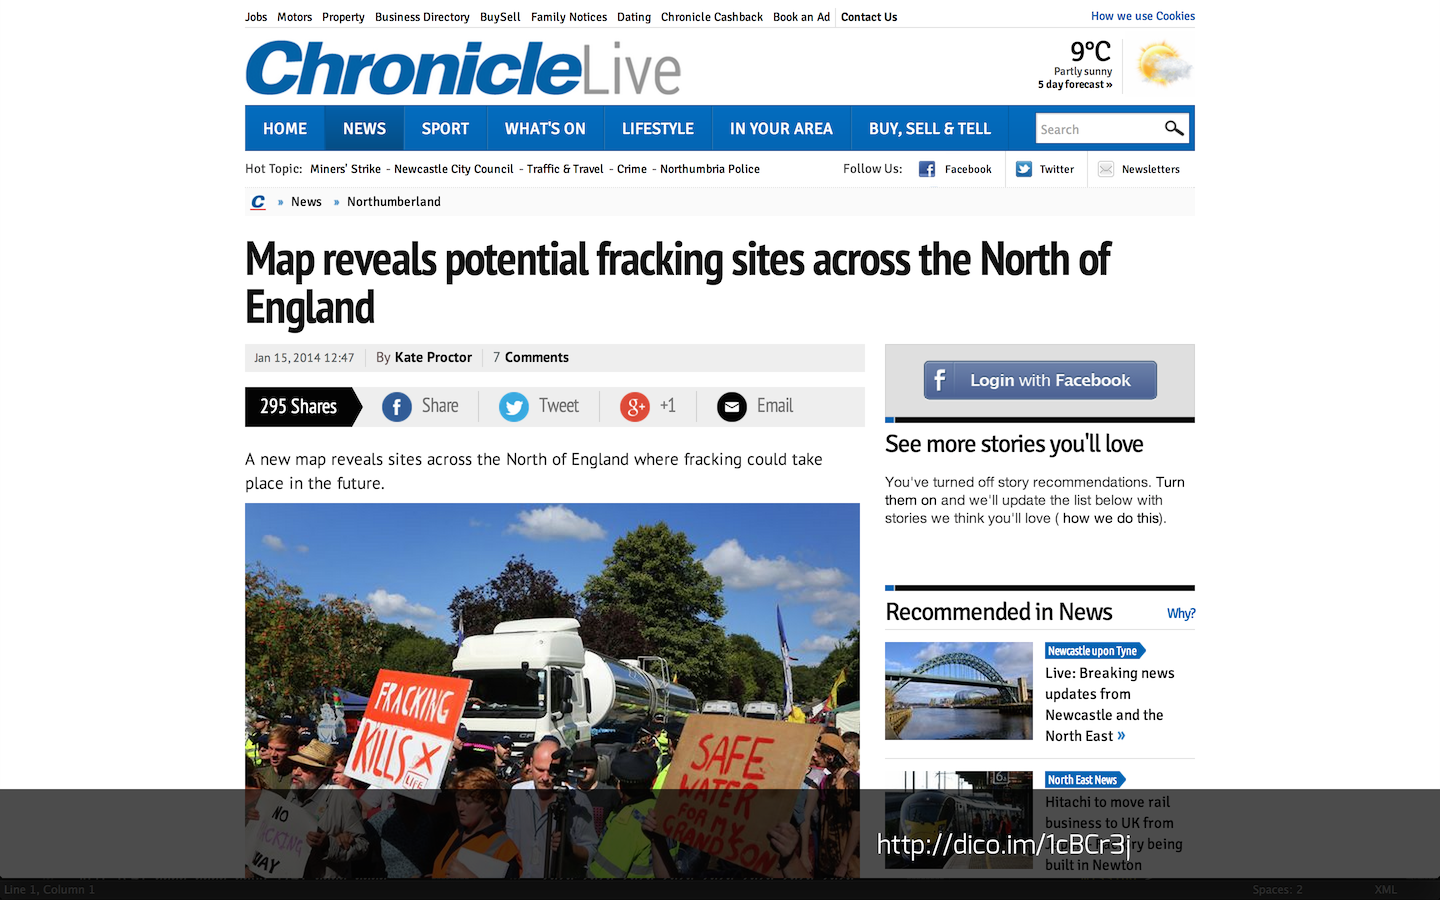 Jobs Motors Property Business Directory BuySell Family Notices Dating Chronicle Cashback Book an Ad Contact Us How we use Cookies
ChronicleLive
9°C
Partly sunny
5 day forecast »
HOME NEWS SPORT WHAT'S ON LIFESTYLE IN YOUR AREA BUY, SELL & TELL Search
Hot Topic: Miners' Strike - Newcastle City Council - Traffic & Travel - Crime - Northumbria Police Follow Us: Facebook Twitter Newsletters
C » News » Northumberland
Map reveals potential fracking sites across the North of
England
Jan 15, 2014 12:47 By Kate Proctor 7 Comments
295 Shares Share Tweet +1 Email
A new map reveals sites across the North of England where fracking could take
place in the future.
FRACKING
KILLS X
LIFE
SAFE
WATER
FOR MY
GRANDSON
NO
WAY
Login with Facebook
See more stories you'll love
You've turned off story recommendations. Turn
them on and we'll update the list below with
stories we think you'll love ( how we do this).
Recommended in News Why?
Newcastle upon Tyne
Live: Breaking news
updates from
Newcastle and the
North East »
North East News
Hitachi to move rail
business to UK from
being
built in Newton
http://dico.im/1cBCr3j
Line 1, Column 1 Spaces: 2 XML